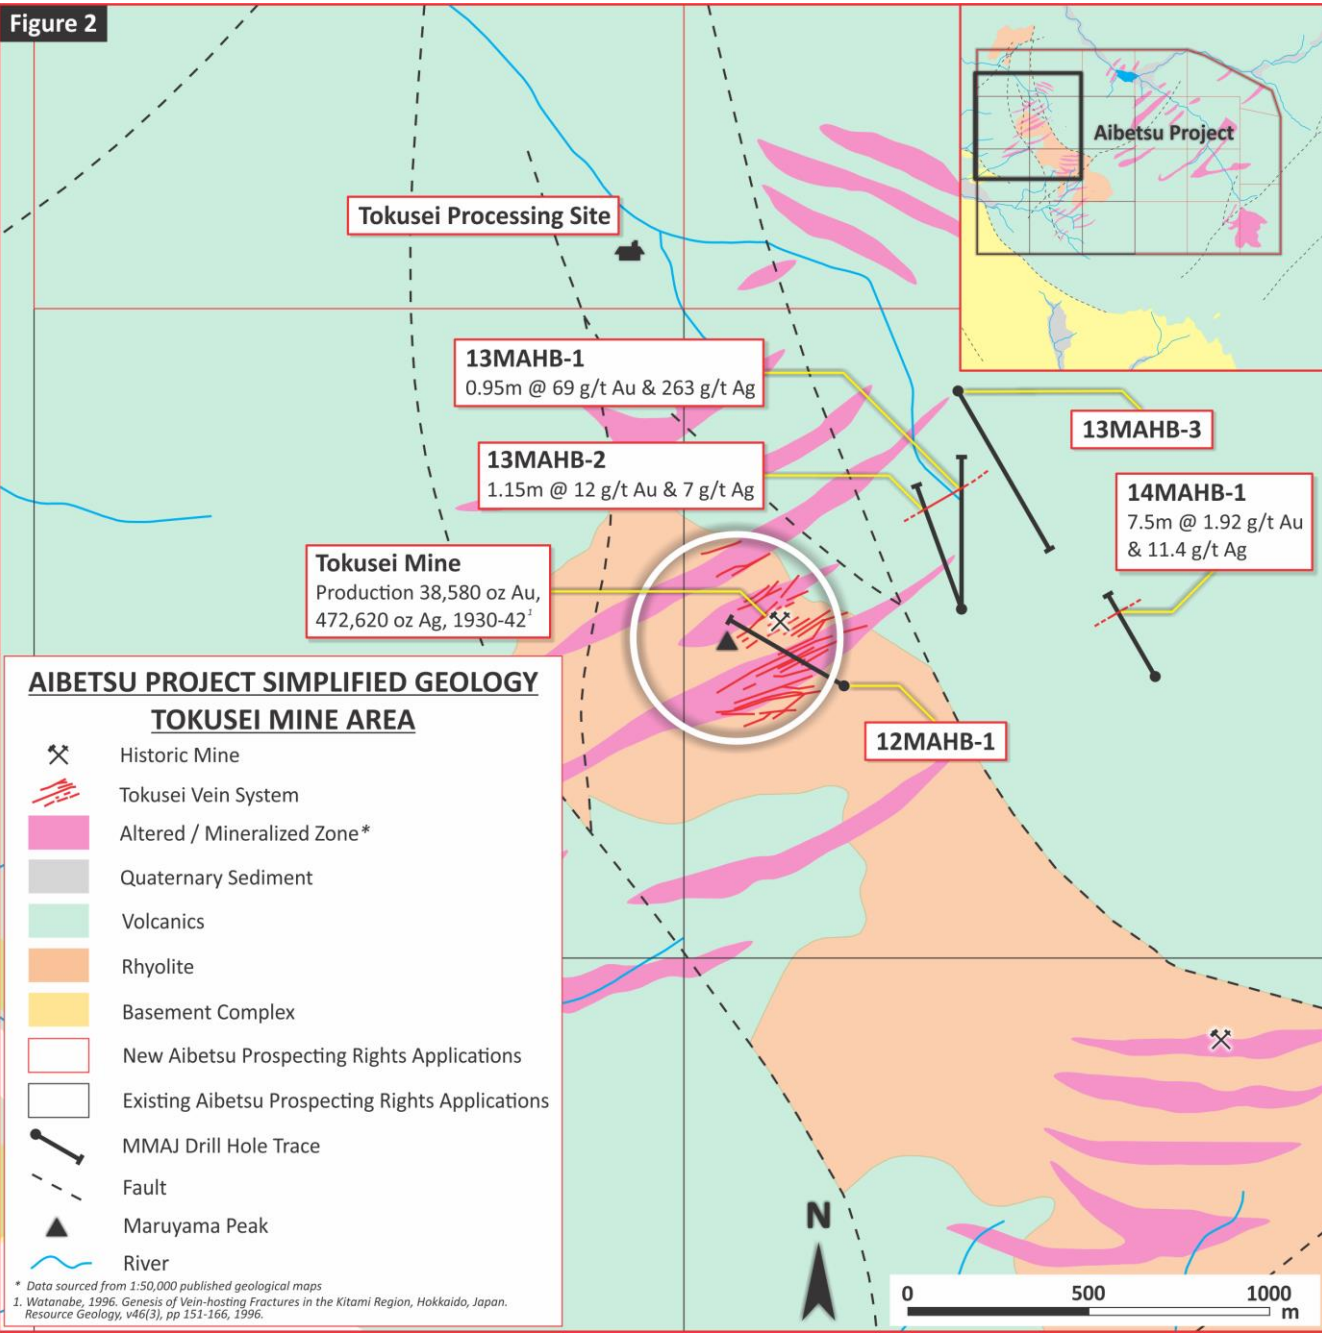 Figure 2
Aibetsu Project
Tokusei Processing Site
13MAHB-1
0.95m @ 69 g/t Au & 263 g/t Ag
13MAHB-3
13MAHB-2
1.15m @ 12 g/t Au & 7 g/t Ag
14MAHB-1
7.5m @ 1.92 g/t Au
& 11.4 g/t Ag
Tokusei Mine
Production 38,580 oz Au,
472,620 oz Ag, 1930-42¹
12MAHB-1
AIBETSU PROJECT SIMPLIFIED GEOLOGY
TOKUSEI MINE AREA
Historic Mine
Tokusei Vein System
Altered / Mineralized Zone*
Quaternary Sediment
Volcanics
Rhyolite
Basement Complex
New Aibetsu Prospecting Rights Applications
Existing Aibetsu Prospecting Rights Applications
MMAJ Drill Hole Trace
Fault
Maruyama Peak
River
* Data sourced from 1:50,000 published geological maps
1. Watanabe, 1996. Genesis of Vein-hosting Fractures in the Kitami Region, Hokkaido, Japan.
Resource Geology, v46(3), pp 151-166, 1996.
N
0 500 1000
m